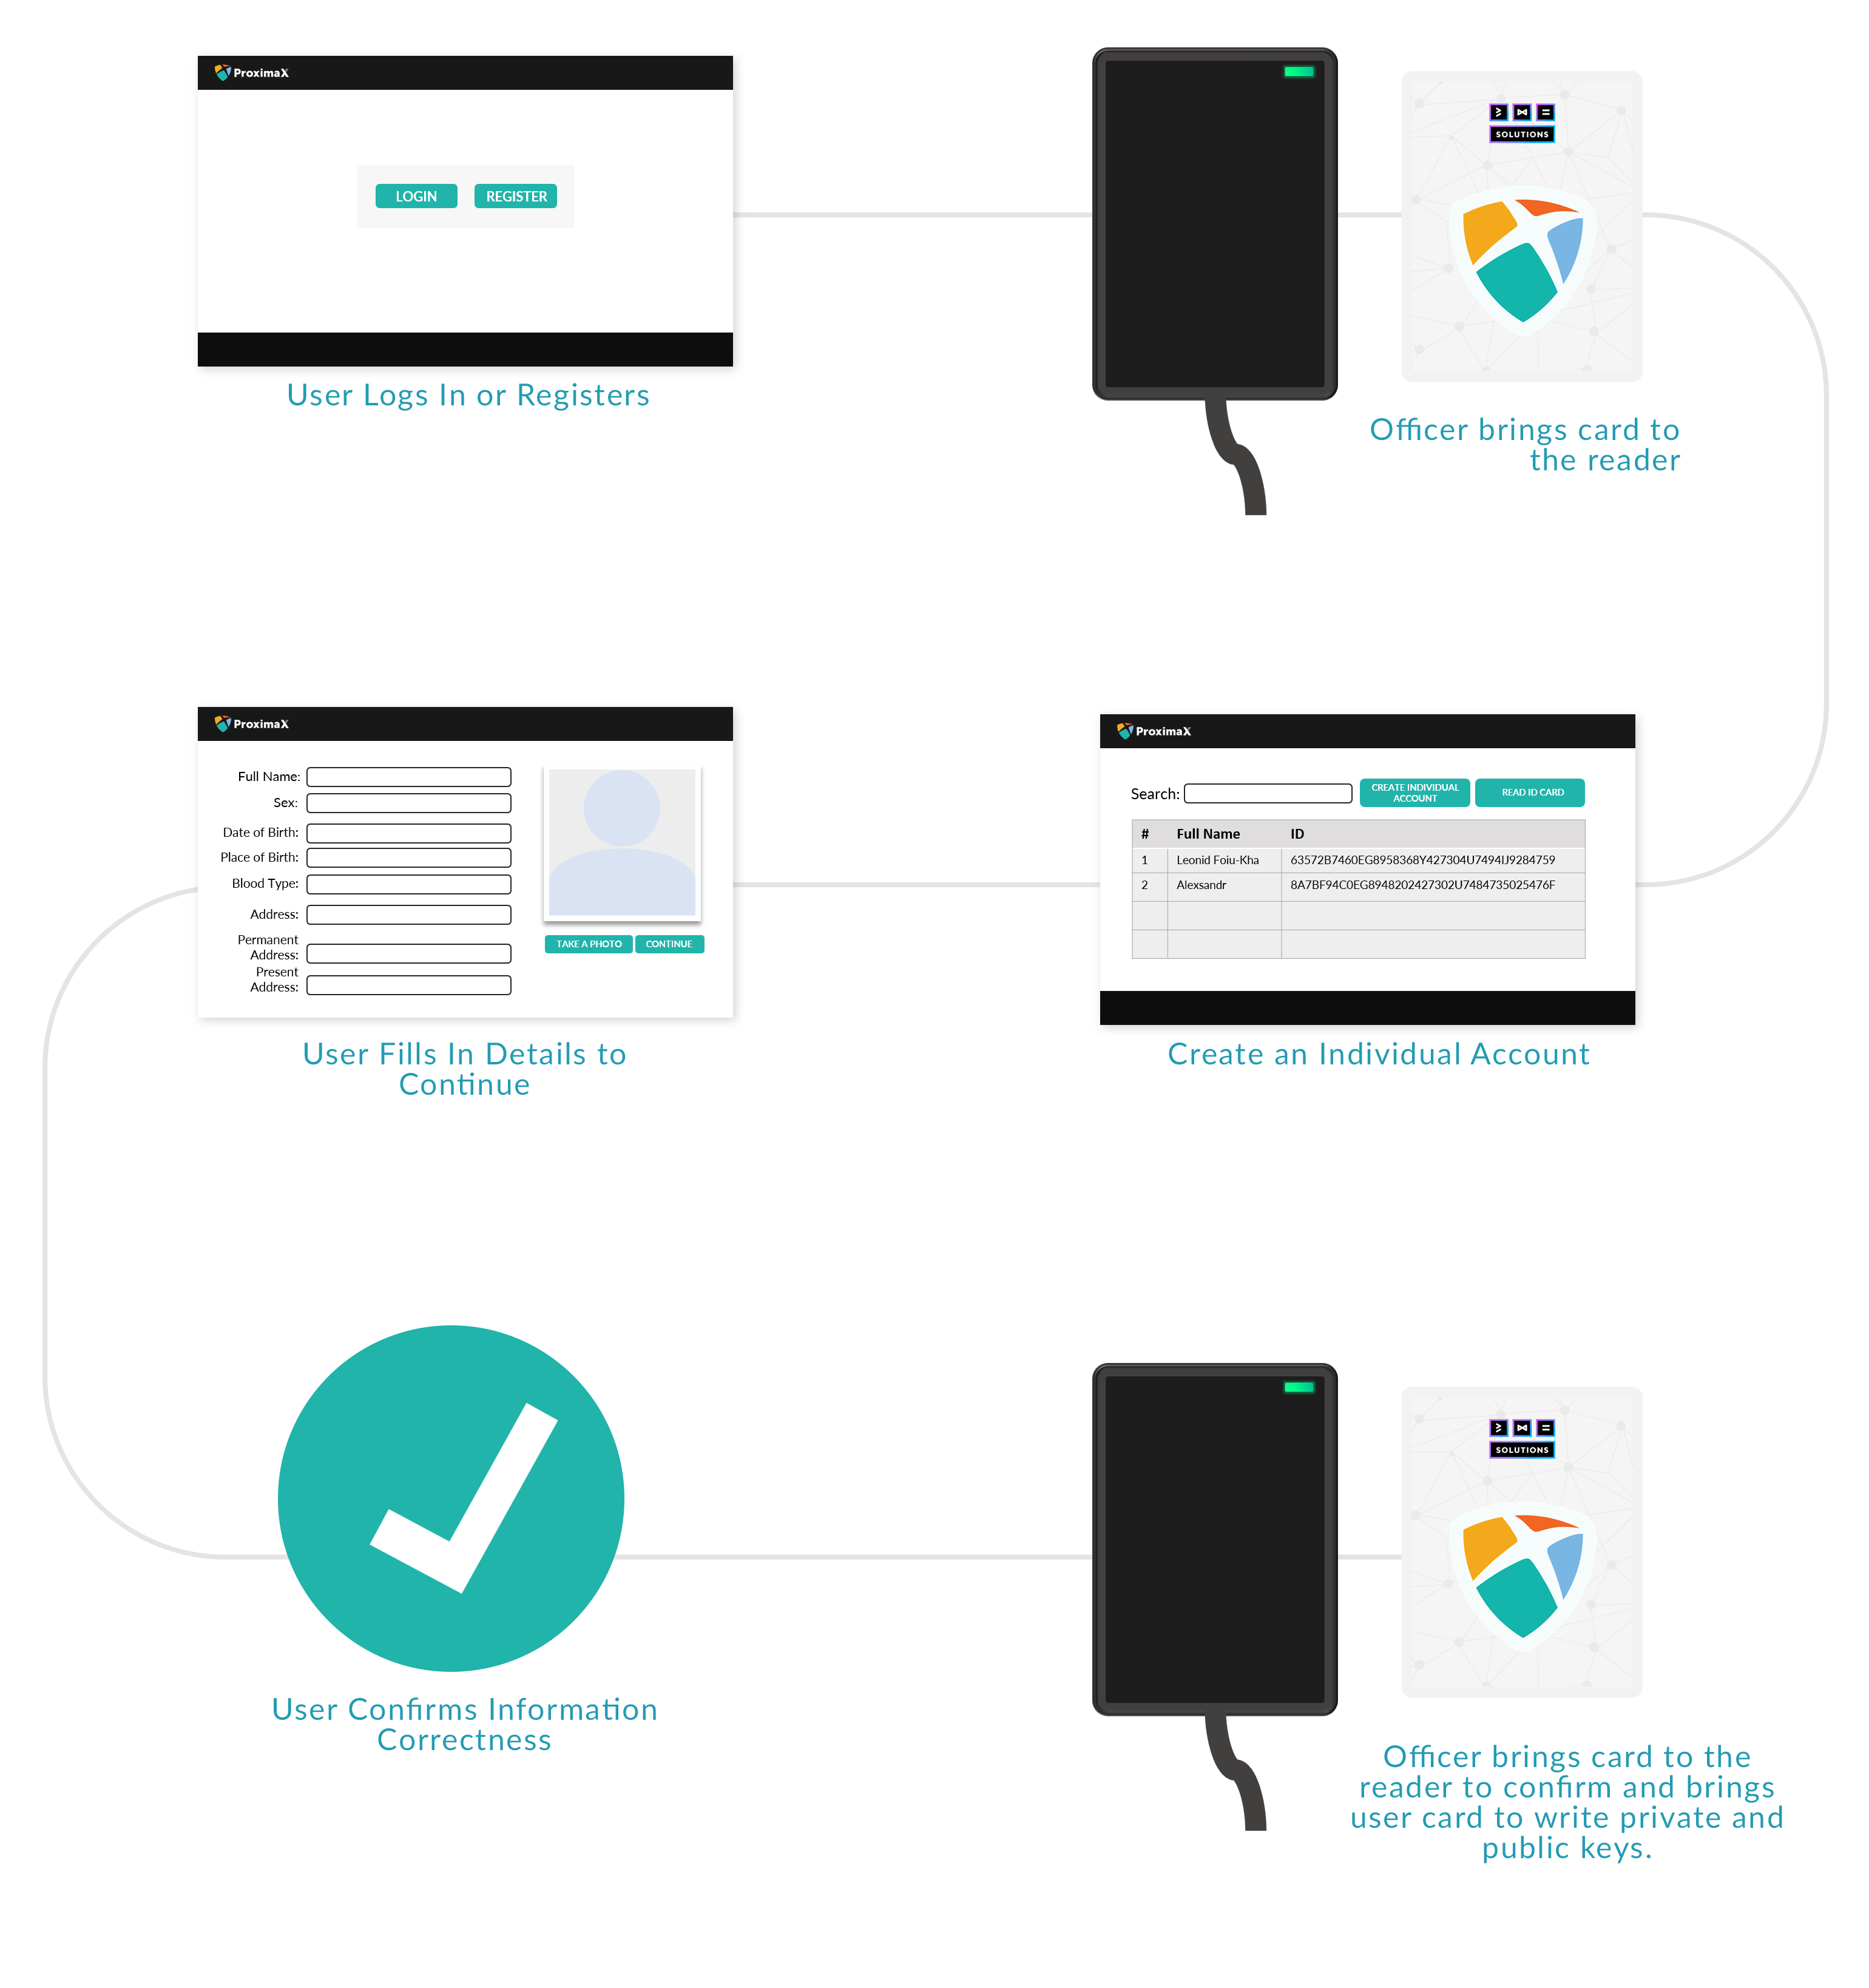 ProximaX
LOGIN
REGISTER
User Logs In or Registers
SOLUTIONS
Officer brings card to
the reader
ProximaX
Full Name:
Sex:
Date of Birth:
Place of Birth:
Blood Type:
Address:
Permanent
Address:
Present
Address:
TAKE A PHOTO
CONTINUE
User Fills In Details to
Continue
ProximaX
Search:
CREATE INDIVIDUAL
ACCOUNT
READ ID CARD
# Full Name ID
1 Leonid Foiu-Kha 63572B7460EG8958368Y427304U7494IJ9284759
2 Alexsandr 8A7BF94C0EG8948202427302U7484735025476F
Create an Individual Account
User Confirms Information
Correctness
SOLUTIONS
Officer brings card to the
reader to confirm and brings
user card to write private and
public keys.